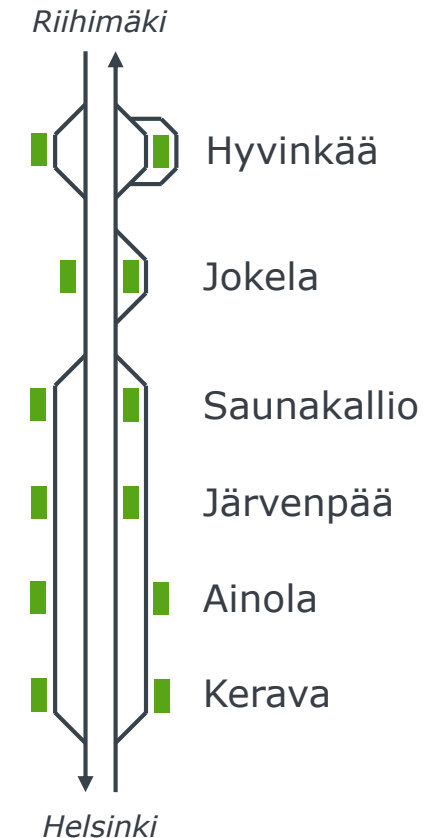 Riihimäki
Hyvinkää
Jokela
Saunakallio
Järvenpää
Ainola
Kerava
Helsinki